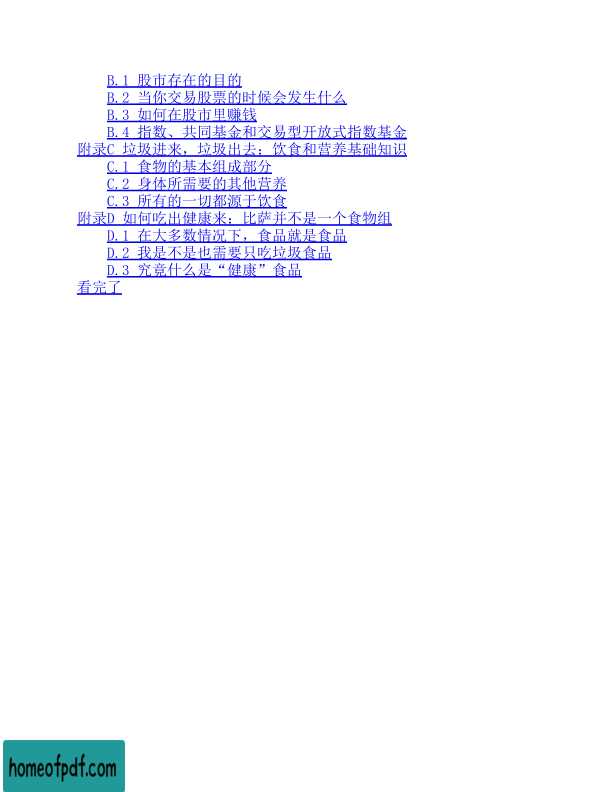 B.1 股市存在的目的
B.2 当你交易股票的时候会发生什么
B.3 如何在股市里赚钱
B.4 指数、共同基金和交易型开放式指数基金
附录C 垃圾进来，垃圾出去：饮食和营养基础知识
C.1 食物的基本组成部分
C.2 身体所需要的其他营养
C.3 所有的一切都源于饮食
附录D 如何吃出健康来：比萨并不是一个食物组
D.1 在大多数情况下，食品就是食品
D.2 我是不是也需要只吃垃圾食品
D.3 究竟什么是“健康”食品
看完了
homeofpdf.com